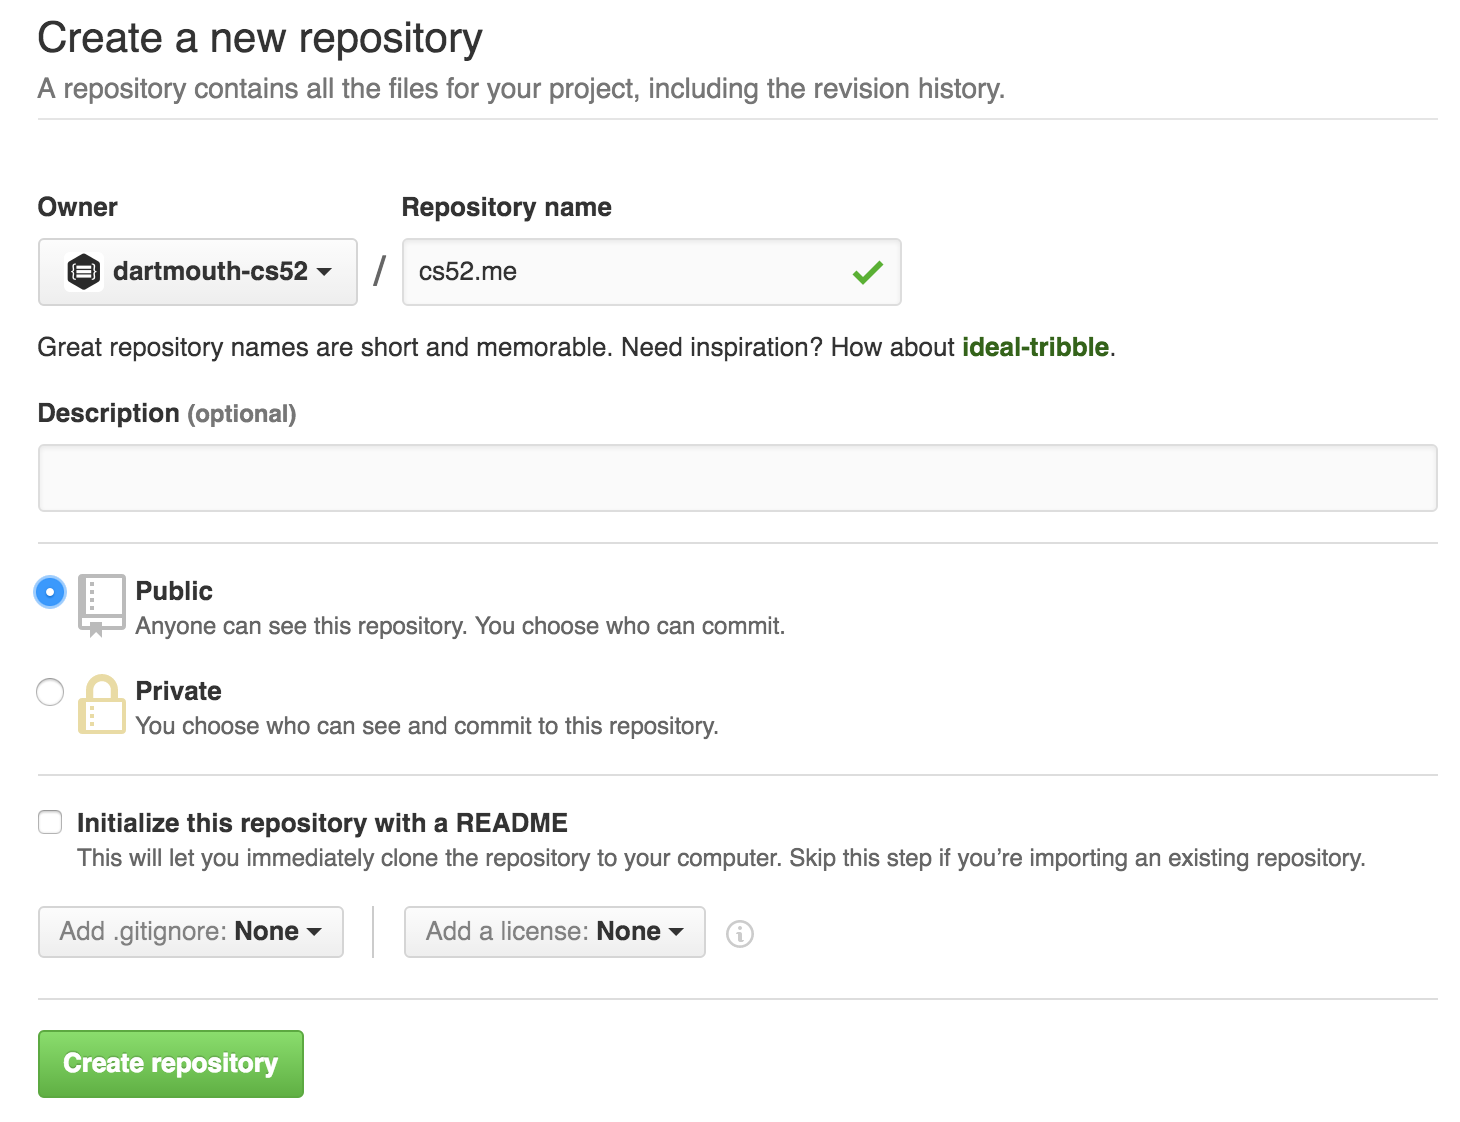 Create a new repository
A repository contains all the files for your project, including the revision history.
Owner
Repository name
dartmouth-cs52 / cs52.me
Great repository names are short and memorable. Need inspiration? How about ideal-tribble.
Description (optional)
Public
Anyone can see this repository. You choose who can commit.
Private
You choose who can see and commit to this repository.
Initialize this repository with a README
This will let you immediately clone the repository to your computer. Skip this step if you’re importing an existing repository.
Add .gitignore: None
Add a license: None
Create repository